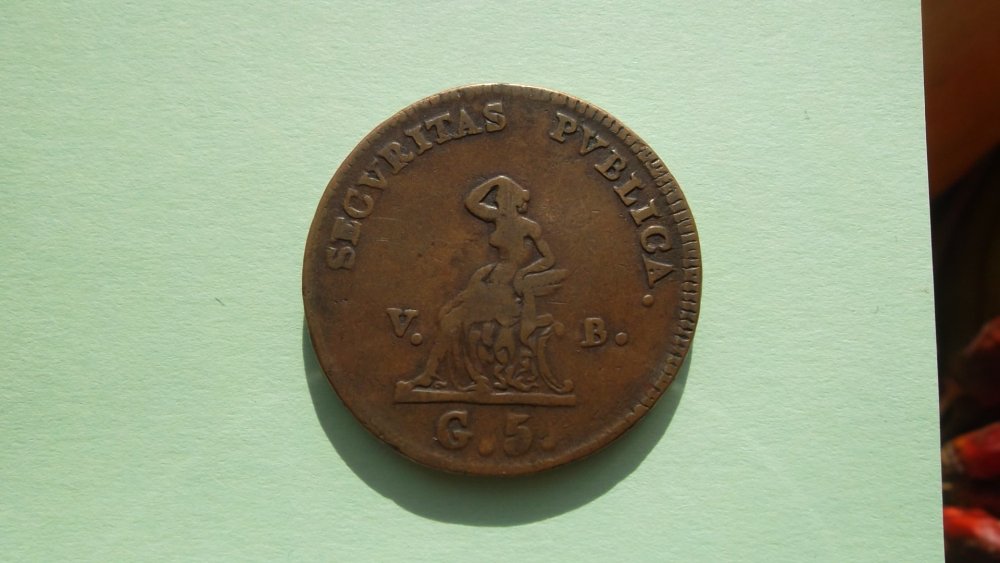 SECVRITAS PVBLICA.
V. B.
G. 5.